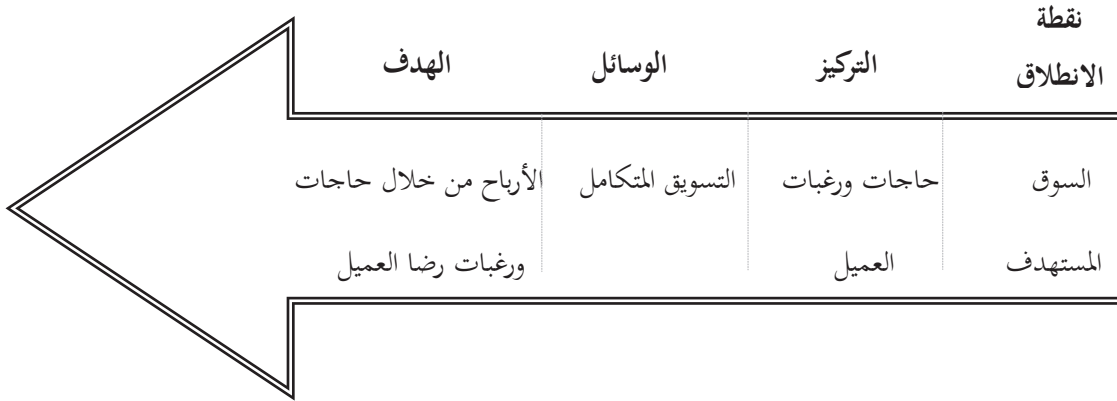 نقطة
الانطلاق
التركيز
الوسائل
الهدف
السوق
المستهدف
حاجات ورغبات
العميل
التسويق المتكامل
الأرباح من خلال حاجات
ورغبات رضا العميل